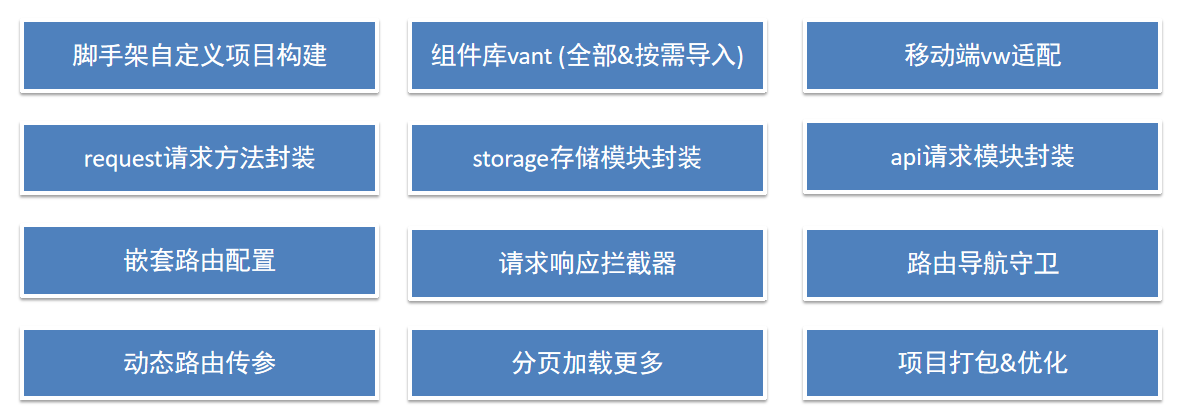 脚手架自定义项目构建
组件库vant (全部&按需导入)
移动端vw适配
request请求方法封装
storage存储模块封装
api请求模块封装
嵌套路由配置
请求响应拦截器
路由导航守卫
动态路由传参
分页加载更多
项目打包&优化